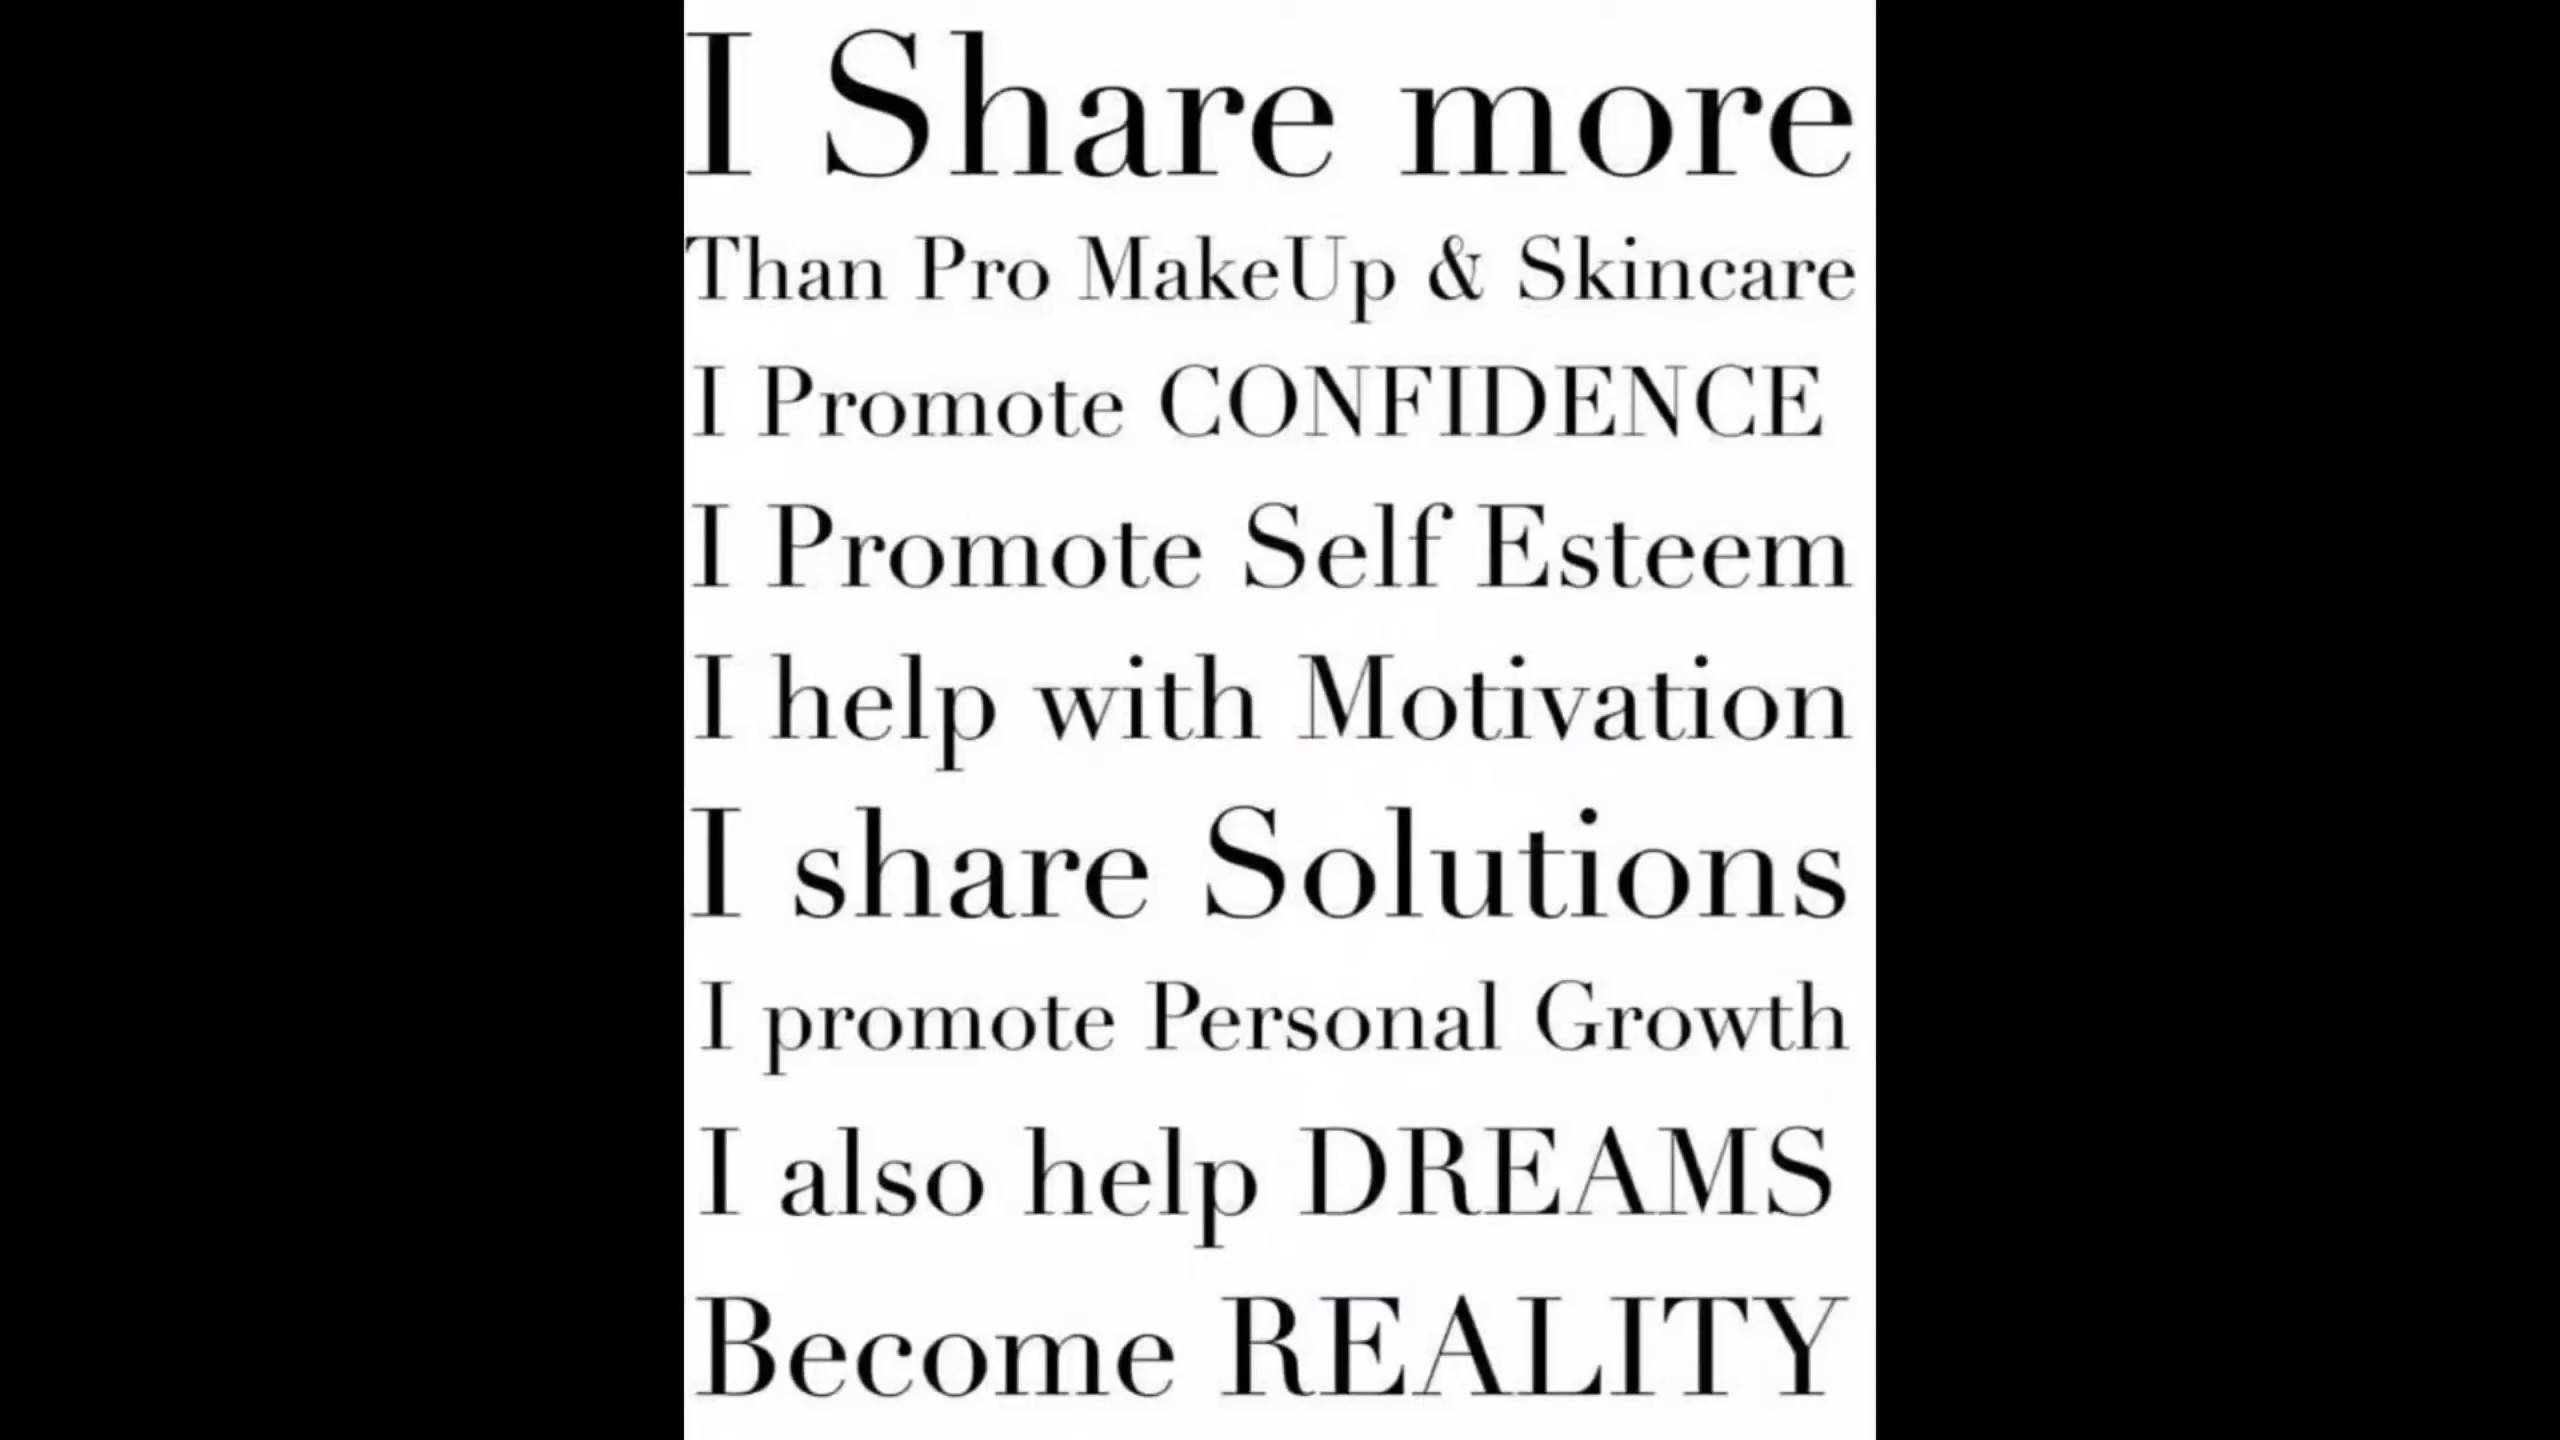 I Share more
Than Pro MakeUp & Skincare
I Promote CONFIDENCE
I Promote Self Esteem
I help with Motivation
I share Solutions
I promote Personal Growth
I also help DREAMS
Become REALITY